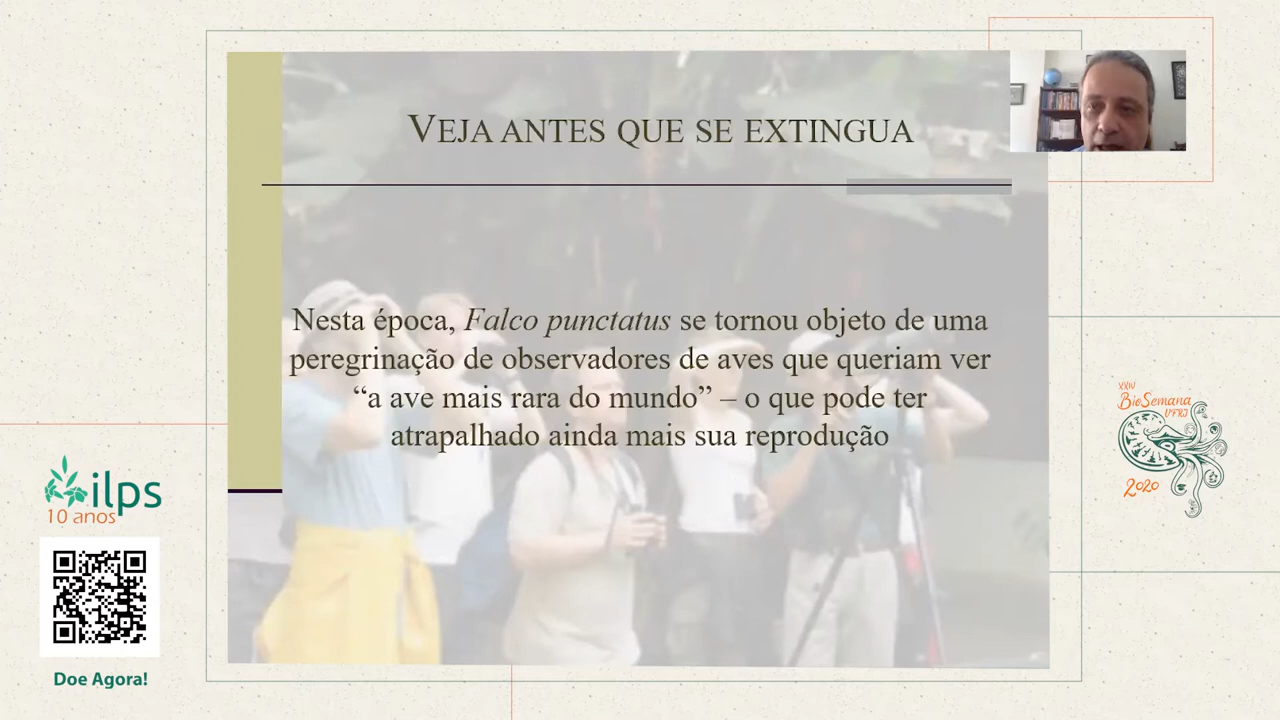 VEJA ANTES QUE SE EXTINGUA
Nesta época, Falco punctatus se tornou objeto de uma
peregrinação de observadores de aves que queriam ver
“a ave mais rara do mundo” – o que pode ter
atrapalhado ainda mais sua reprodução
ilps
10 anos
Doe Agora!
XXIV
BioSemana
UFRJ
2020